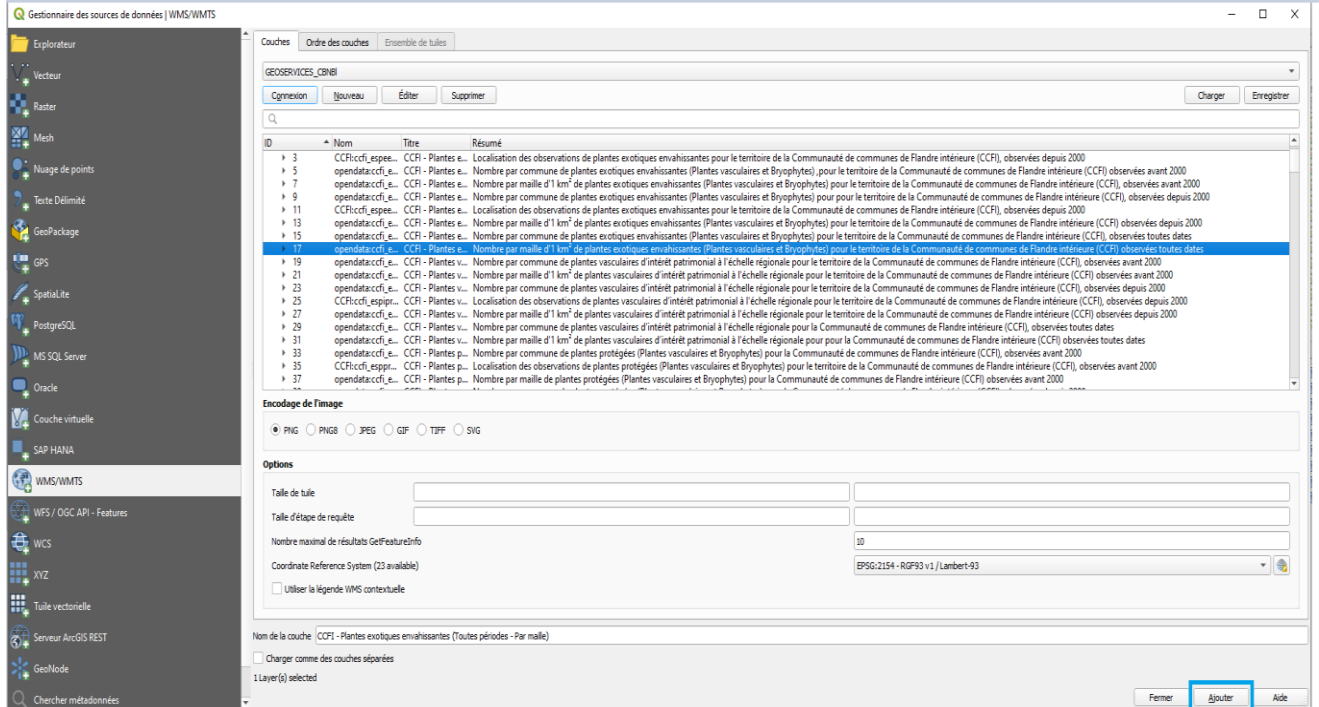 Gestionnaire des sources de données | WMS/WMTS
Explorateur
Vecteur
Raster
Mesh
Nuage de points
Texte Délimité
GeoPackage
GPS
SpatiaLite
PostgreSQL
MS SQL Server
Oracle
Couche virtuelle
SAP HANA
WMS/WMTS
WFS / OGC API - Features
WCS
XYZ
Tuile vectorielle
Serveur ArcGIS REST
GeoNode
Chercher métadonnées
Couches Ordre des couches Ensemble de tuiles
GEOSERVICES_CBNBl
Connexion Nouveau Éditer Supprimer Charger Enregistrer
ID Nom Titre Résumé
3 CCFI:ccfi_espee... CCFI - Plantes e... Localisation des observations de plantes exotiques envahissantes pour le territoire de la Communauté de communes de Flandre intérieure (CCFI), observées depuis 2000
5 opendata:ccfi_e... CCFI - Plantes e... Nombre par commune de plantes exotiques envahissantes (Plantes vasculaires et Bryophytes) ,pour le territoire de la Communauté de communes de Flandre intérieure (CCFI) observées avant 2000
7 opendata:ccfi_e... CCFI - Plantes e... Nombre par maille d'1 km² de plantes exotiques envahissantes (Plantes vasculaires et Bryophytes) pour le territoire de la Communauté de communes de Flandre intérieure (CCFI), observées avant 2000
9 opendata:ccfi_e... CCFI - Plantes e... Nombre par commune de plantes exotiques envahissantes (Plantes vasculaires et Bryophytes) pour pour le territoire de la Communauté de communes de Flandre intérieure (CCFI), observées depuis 2000
11 CCFI:ccfi_espee... CCFI - Plantes e... Localisation des observations de plantes exotiques envahissantes pour le territoire de la Communauté de communes de Flandre intérieure (CCFI), observées depuis 2000
13 opendata:ccfi_e... CCFI - Plantes e... Nombre par maille d'1 km² de plantes exotiques envahissantes (Plantes vasculaires et Bryophytes) pour le territoire de la Communauté de communes de Flandre intérieure (CCFI) observées depuis 2000
15 opendata:ccfi_e... CCFI - Plantes e... Nombre par commune de plantes exotiques envahissantes (Plantes vasculaires et Bryophytes) pour le territoire de la Communauté de communes de Flandre intérieure (CCFI) observées toutes dates
17 opendata:ccfi_e... CCFI - Plantes e... Nombre par maille d'1 km² de plantes exotiques envahissantes (Plantes vasculaires et Bryophytes) pour le territoire de la Communauté de communes de Flandre intérieure (CCFI) observées toutes dates
19 opendata:ccfi_e... CCFI - Plantes v... Nombre par commune de plantes vasculaires d'intérêt patrimonial à l'échelle régionale pour le territoire de la Communauté de communes de Flandre intérieure (CCFI), observées avant 2000
21 opendata:ccfi_e... CCFI - Plantes v... Nombre par maille d'1 km² de plantes vasculaires d'intérêt patrimonial à l'échelle régionale pour le territoire de la Communauté de communes de Flandre intérieure (CCFI) observées avant 2000
23 opendata:ccfi_e... CCFI - Plantes v... Nombre par commune de plantes vasculaires d'intérêt patrimonial à l'échelle régionale pour le territoire de la Communauté de communes de Flandre intérieure (CCFI), observées depuis 2000
25 CCFI:ccfi_espipr... CCFI - Plantes v... Localisation des observations de plantes vasculaires d'intérêt patrimonial à l'échelle régionale pour le territoire de la Communauté de communes de Flandre intérieure (CCFI), observées depuis 2000
27 opendata:ccfi_e... CCFI - Plantes v... Nombre par maille d'1 km² de plantes vasculaires d'intérêt patrimonial à l'échelle régionale pour le territoire de la Communauté de communes de Flandre intérieure (CCFI) observées depuis 2000
29 opendata:ccfi_e... CCFI - Plantes v... Nombre par commune de plantes vasculaires d'intérêt patrimonial à l'échelle régionale pour la Communauté de communes de Flandre intérieure (CCFI), observées toutes dates
31 opendata:ccfi_e... CCFI - Plantes v... Nombre par maille d'1 km² de plantes vasculaires d'intérêt patrimonial à l'échelle régionale pour pour la Communauté de communes de Flandre intérieure (CCFI) observées toutes dates
33 opendata:ccfi_e... CCFI - Plantes p... Nombre par commune de plantes protégées (Plantes vasculaires et Bryophytes) pour la Communauté de communes de Flandre intérieure (CCFI), observées avant 2000
35 CCFI:ccfi_esppr... CCFI - Plantes p... Localisation des observations de plantes protégées (Plantes vasculaires et Bryophytes) pour le territoire de la Communauté de communes de Flandre intérieure (CCFI), observées avant 2000
37 opendata:ccfi_e... CCFI - Plantes p... Nombre par maille de plantes protégées (Plantes vasculaires et Bryophytes) pour la Communauté de communes de Flandre intérieure (CCFI) observées avant 2000
Encodage de l'image
PNG PNG8 JPEG GIF TIFF SVG
Options
Taille de tuile
Taille d'étape de requête
Nombre maximal de résultats GetFeatureInfo 10
Coordinate Reference System (23 available) EPSG:2154 - RGF93 v1 / Lambert-93
Utiliser la légende WMS contextuelle
Nom de la couche CCFI - Plantes exotiques envahissantes (Toutes périodes - Par maille)
Charger comme des couches séparées
1 Layer(s) selected
Fermer Ajouter Aide